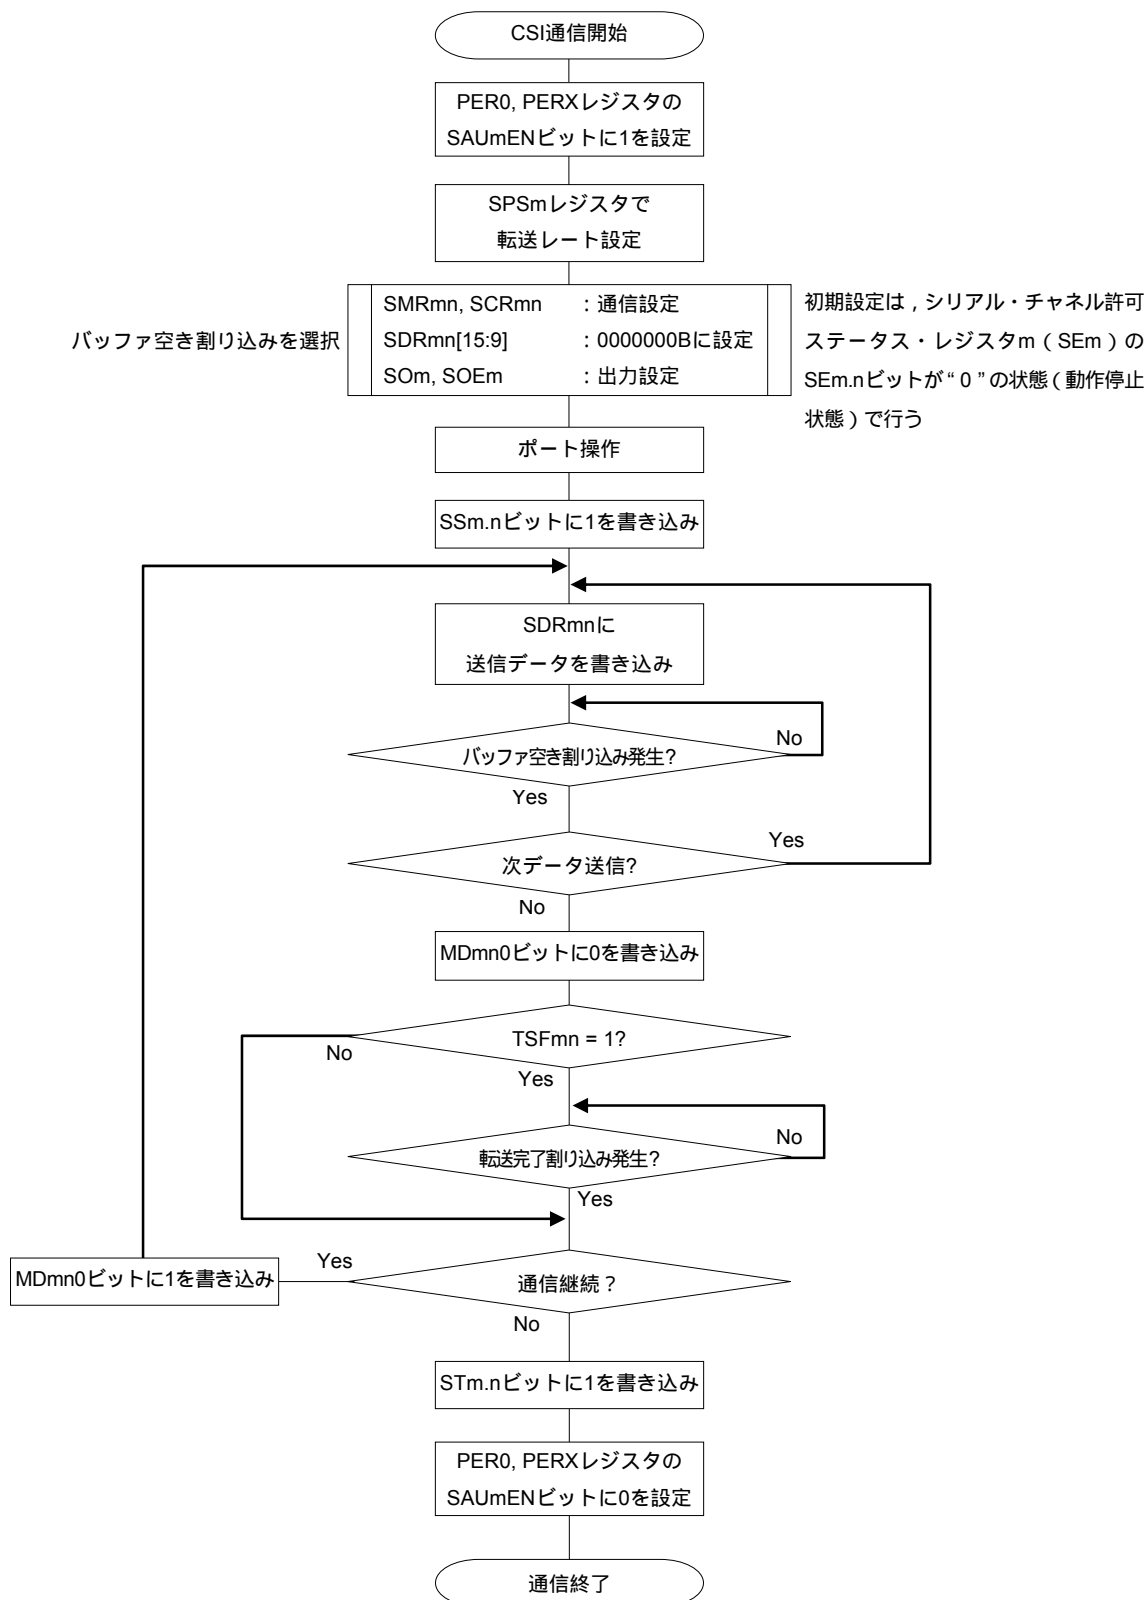 CSI通信開始
PER0, PERXレジスタの
SAUmENビットに1を設定
SPSmレジスタで
転送レート設定
バッファ空き割り込みを選択
SMRmn, SCRmn :通信設定
SDRmn[15:9] :0000000Bに設定
SOm, SOEm :出力設定
初期設定は，シリアル・チャネル許可
ステータス・レジスタm（SEm）の
SEm.nビットが“0”の状態（動作停止
状態）で行う
ポート操作
SSm.nビットに1を書き込み
SDRmnに
送信データを書き込み
バッファ空き割り込み発生?
No
Yes
次データ送信?
Yes
No
MDmn0ビットに0を書き込み
TSFmn = 1?
No
Yes
転送完了割り込み発生?
No
Yes
MDmn0ビットに1を書き込み
Yes
通信継続？
No
STm.nビットに1を書き込み
PER0, PERXレジスタの
SAUmENビットに0を設定
通信終了